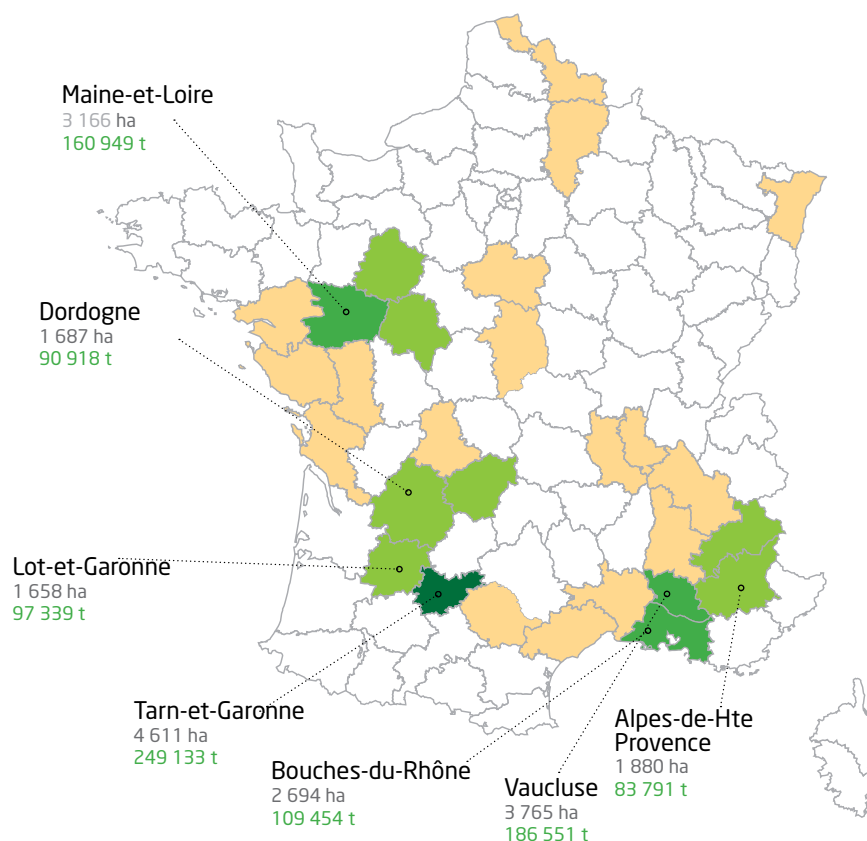 Maine-et-Loire
3 166 ha
160 949 t
Dordogne
1 687 ha
90 918 t
Lot-et-Garonne
1 658 ha
97 339 t
Tarn-et-Garonne
4 611 ha
249 133 t
Bouches-du-Rhône
2 694 ha
109 454 t
Vaucluse
3 765 ha
186 551 t
Alpes-de-Hte
Provence
1 880 ha
83 791 t